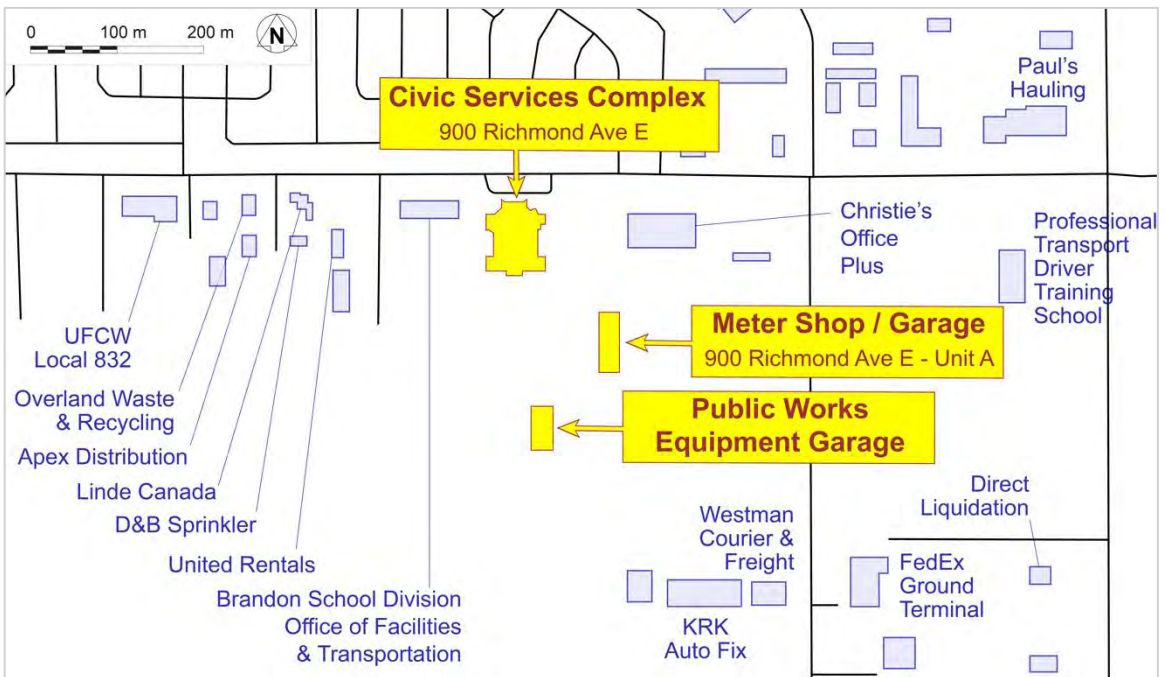 0
100 m
200 m
N
Civic Services Complex
900 Richmond Ave E
Paul's
Hauling
Christie's
Office
Plus
Professional
Transport
Driver
Training
School
UFCW
Local 832
Overland Waste
& Recycling
Apex Distribution
Linde Canada
D&B Sprinkler
United Rentals
Brandon School Division
Office of Facilities
& Transportation
Meter Shop / Garage
900 Richmond Ave E - Unit A
Public Works
Equipment Garage
Westman
Courier &
Freight
KRK
Auto Fix
Direct
Liquidation
FedEx
Ground
Terminal